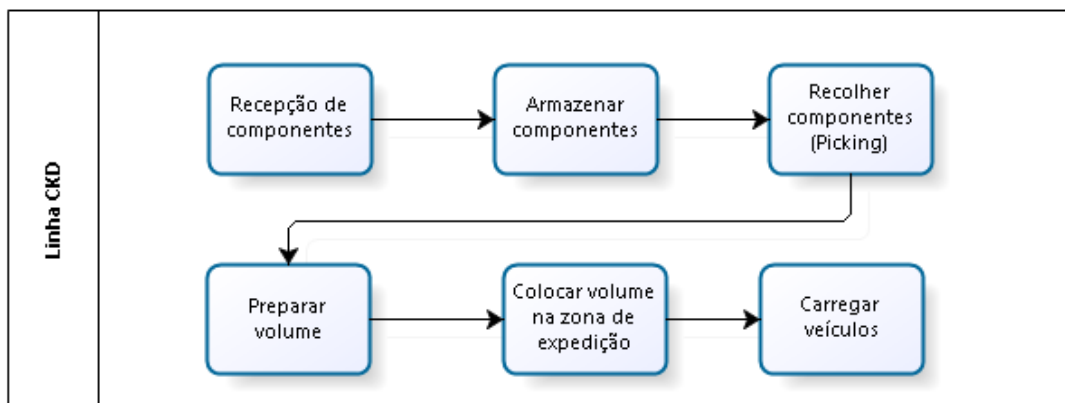 Linha CKD
Recepção de
componentes
Armazenar
componentes
Recolher
componentes
(Picking)
Preparar
volume
Colocar volume
na zona de
expedição
Carregar
veículos